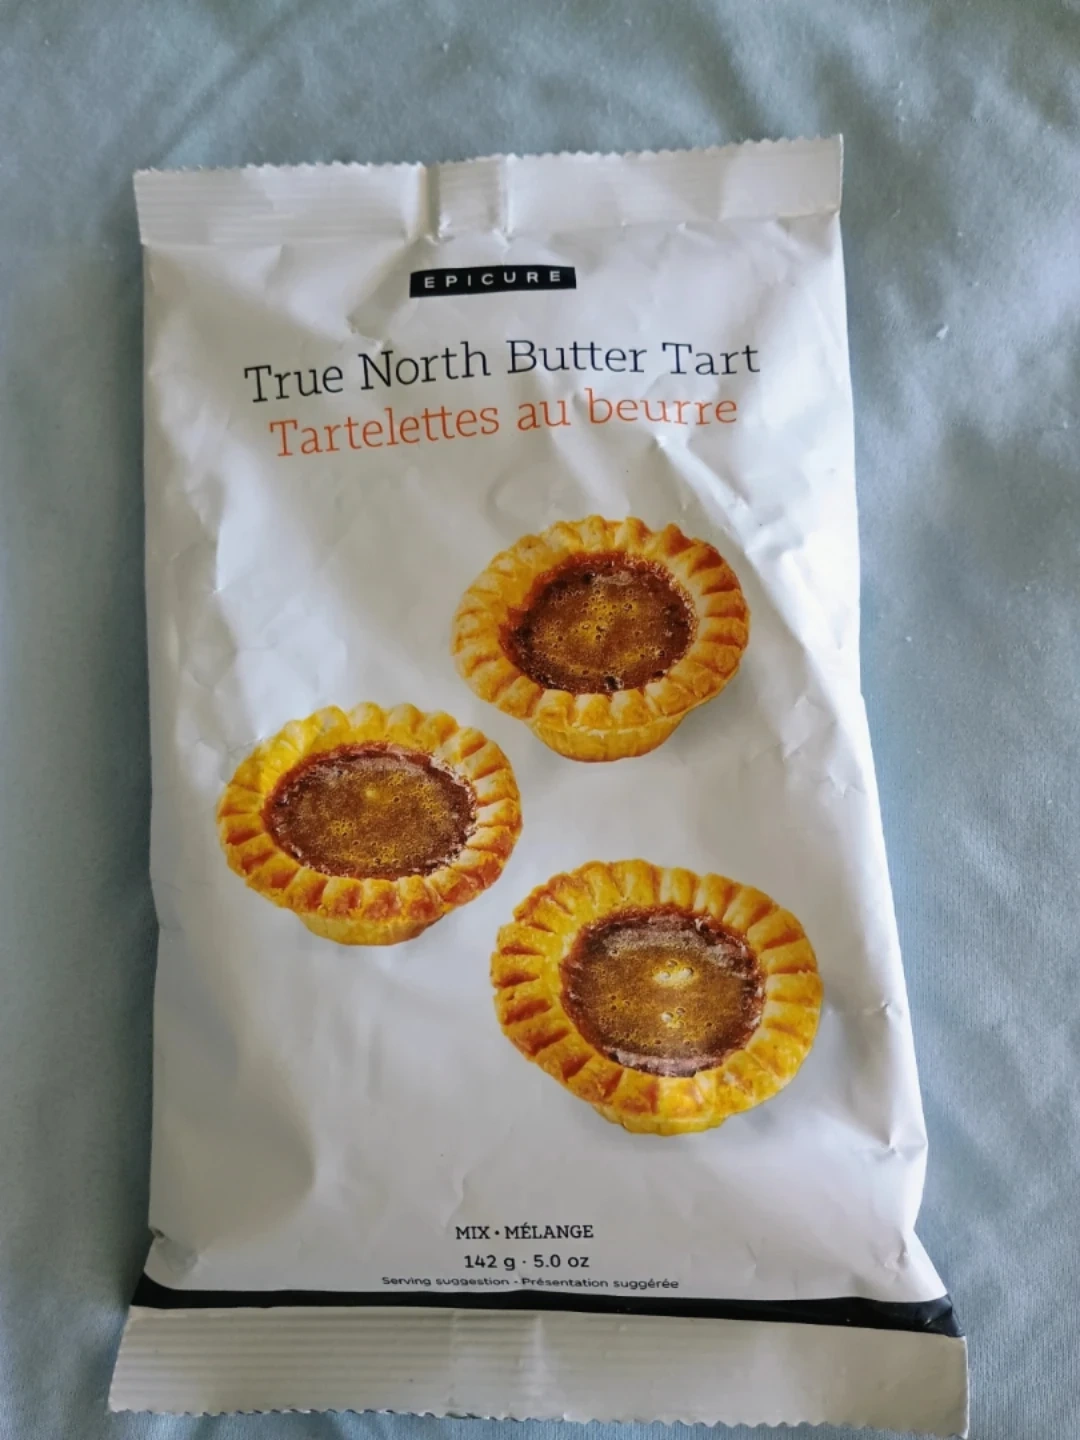 EPICURE
True North Butter Tart
Tartelettes au beurre
MIX • MÉLANGE
142 g · 5.0 oz
Serving suggestion - Présentation suggérée